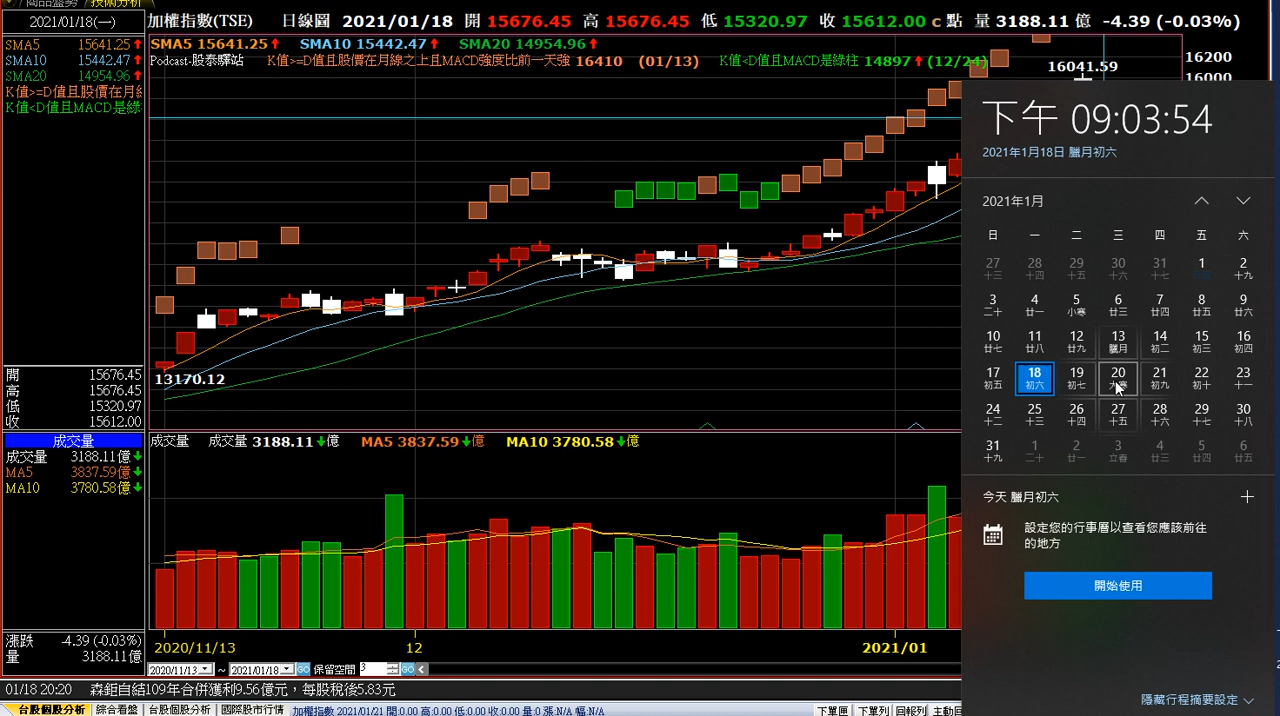 商品盤勢 技術分析
2021/01/18(一)
加權指數(TSE) 日線圖 2021/01/18 開 15676.45 高 15676.45 低 15320.97 收 15612.00 c 點 量 3188.11 億 -4.39 (-0.03%)
SMA5 15641.25↑
SMA10 15442.47↑
SMA20 14954.96↑
K值>=D值且股價在月線
K值<D值且MACD是綠
SMA5 15641.25↑ SMA10 15442.47↑ SMA20 14954.96↑
Podcast-股泰驛站 K值>=D值且股價在月線之上且MACD強度比前一天強 16410 (01/13) K值<D值且MACD是綠柱 14897↑ (12/24)
16041.59
16200
16000
13170.12
開 15676.45
高 15676.45
低 15320.97
收 15612.00
成交量
成交量 3188.11億↓
MA5 3837.59億↓
MA10 3780.58億↓
成交量 成交量 3188.11↓億 MA5 3837.59↓億 MA10 3780.58↓億
漲跌 -4.39 (-0.03%)
量 3188.11億
2020/11/13 12 2021/01
2020/11/13 ~ 2021/01/18 GO 保留空間 3 GO
01/18 20:20 森鉅自結109年合併獲利9.56億元，每股稅後5.83元
台股個股分析 綜合看盤 台股個股分析 國際股市行情 加權指數 2021/01/21 開:0.00 高:0.00 低:0.00 收:0.00 量:0 漲:N/A 幅:N/A 下單匣 下單列 回報列 主動回
下午 09:03:54
2021年1月18日 臘月初六
2021年1月
日 一 二 三 四 五 六
27 28 29 30 31 1 2
十三 十四 十五 十六 十七 十九
3 4 5 6 7 8 9
二十 廿一 小寒 廿三 廿四 廿五 廿六
10 11 12 13 14 15 16
廿七 廿八 廿九 臘月 初二 初三 初四
17 18 19 20 21 22 23
初五 初六 初七 大寒 初九 初十 十一
24 25 26 27 28 29 30
十二 十三 十四 十五 十六 十七 十八
31 1 2 3 4 5 6
十九 二十 廿一 立春 廿三 廿四 廿五
今天 臘月初六
設定您的行事曆以查看您應該前往
的地方
開始使用
隱藏行程摘要設定